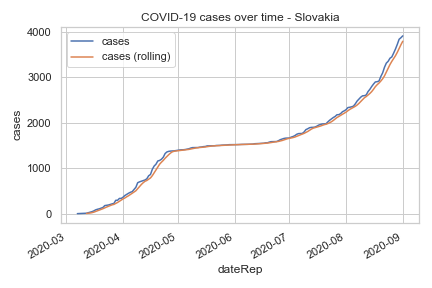 COVID-19 cases over time - Slovakia
cases
cases (rolling)
4000
3000
2000
1000
0
cases
2020-03
2020-04
2020-05
2020-06
2020-07
2020-08
2020-09
dateRep